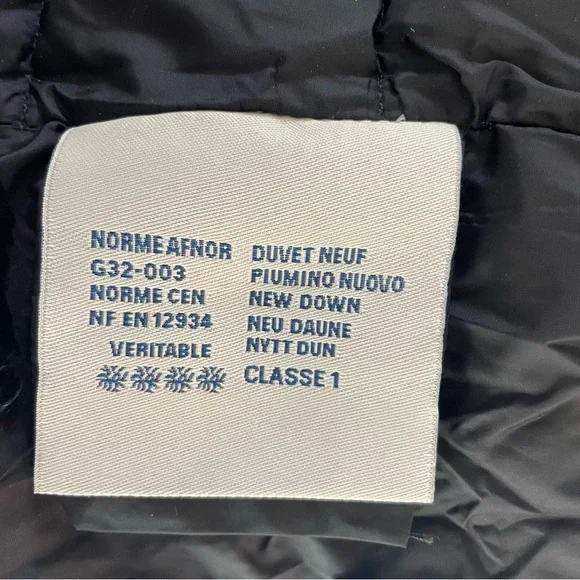 NORME AFNOR
G32-003
NORME CEN
NF EN 12934
VERITABLE
DUVET NEUF
PIUMINO NUOVO
NEW DOWN
NEU DAUNE
NYTT DUN
CLASSE 1